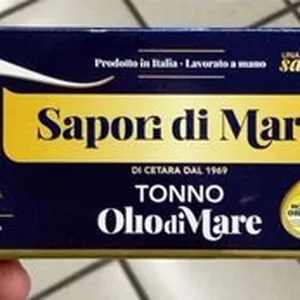 Prodotto in Italia - Lavorato a mano
Sapori di Mar
DI CETARA DAL 1969
TONNO
Olio di Mare